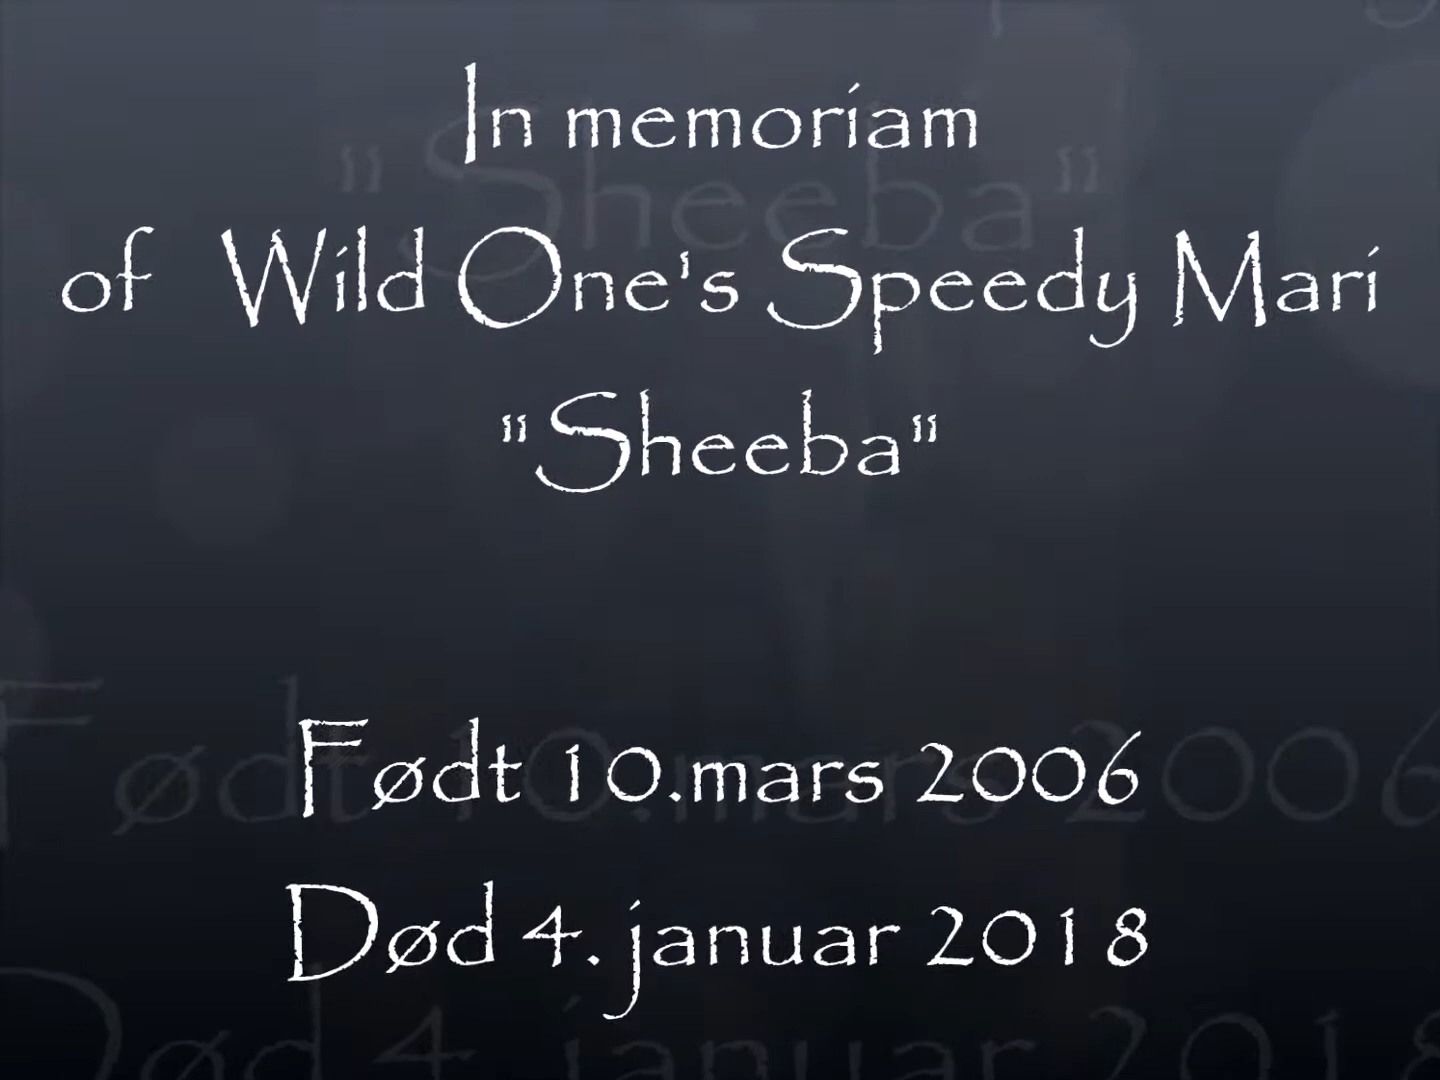 In memoriam
of Wild One's Speedy Mari
"Sheeba"
Født 10.mars 2006
Død 4. januar 2018